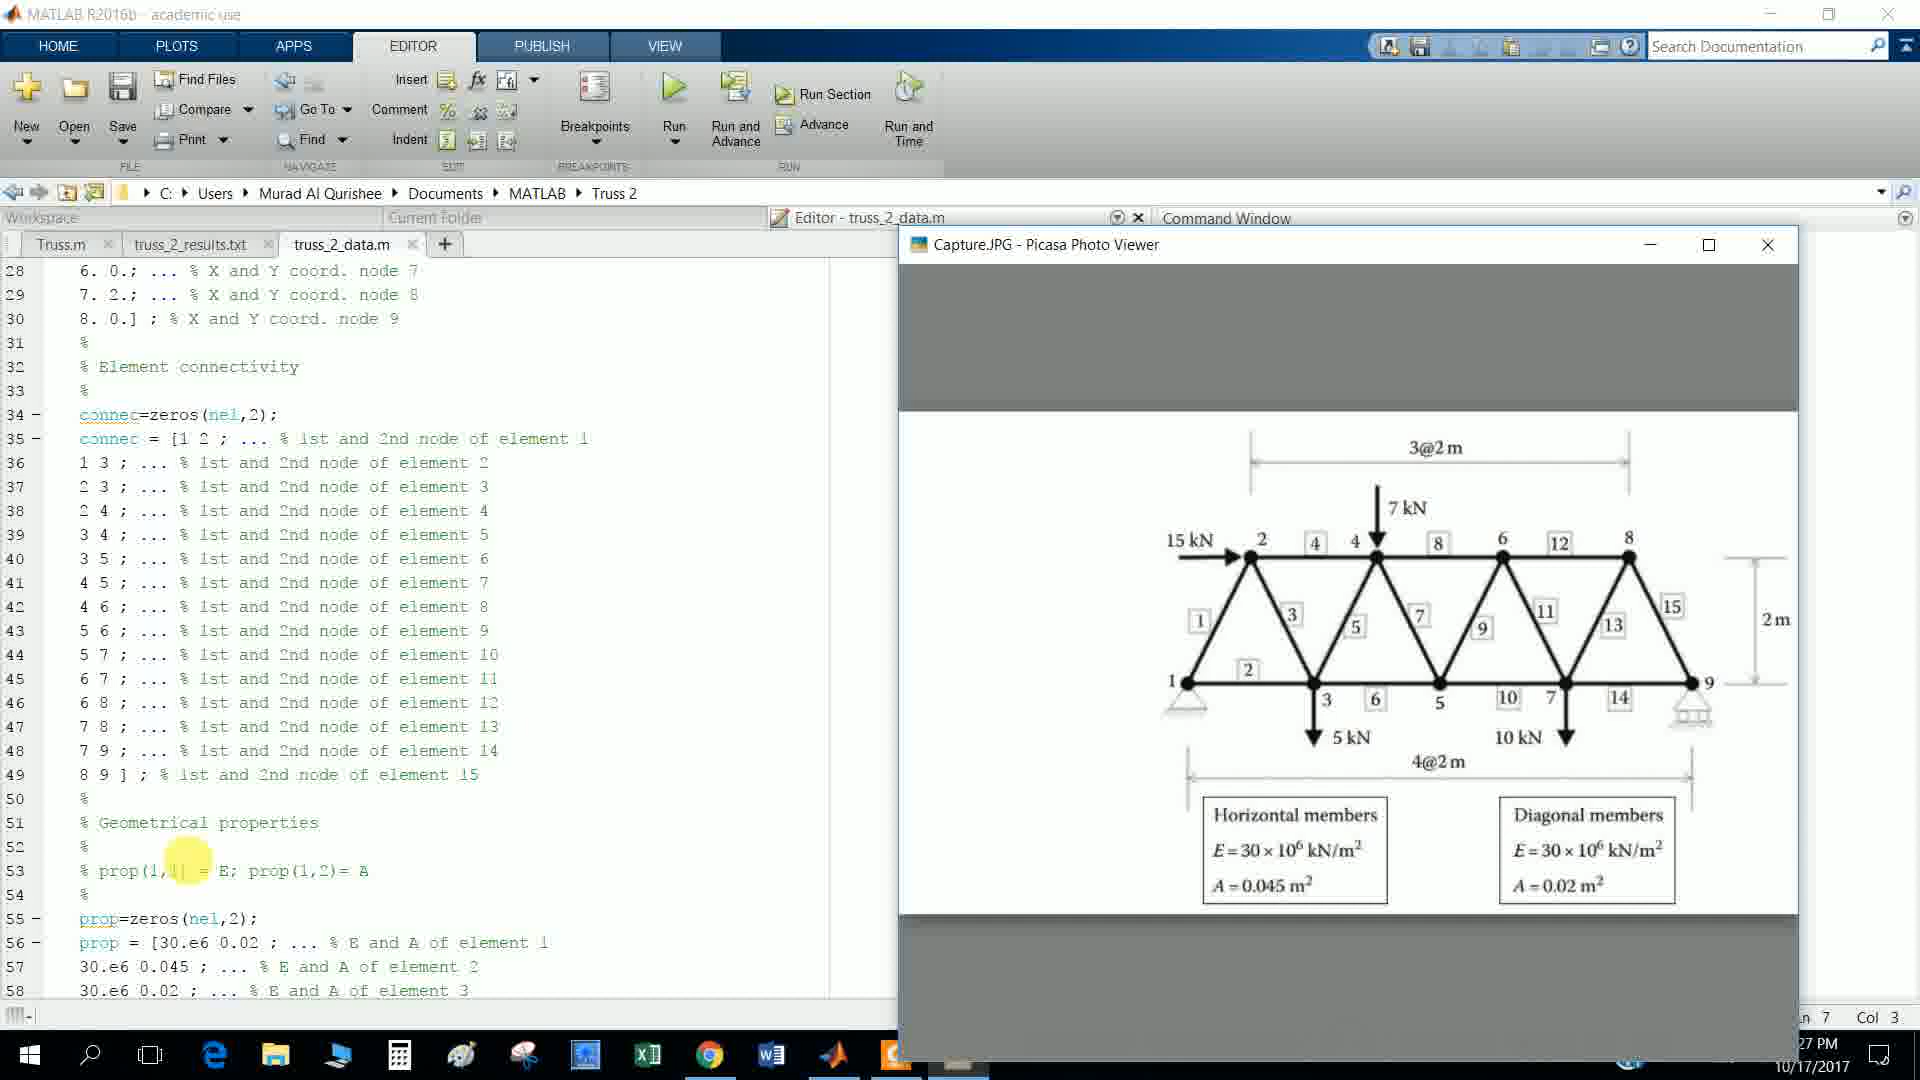 MATLAB R2016b - academic use
HOME PLOTS APPS EDITOR PUBLISH VIEW
Search Documentation
New Open Save
Find Files
Compare
Print
Go To
Find
Insert
Comment
Indent
Breakpoints
Run
Run and Advance
Run Section
Advance
Run and Time
FILE NAVIGATE EDIT BREAKPOINTS RUN
C: Users Murad Al Qurishee Documents MATLAB Truss 2
Workspace Current Folder Editor - truss_2_data.m Command Window
Truss.m truss_2_results.txt truss_2_data.m
28 6. 0.; ... % X and Y coord. node 7
29 7. 2.; ... % X and Y coord. node 8
30 8. 0.] ; % X and Y coord. node 9
31 %
32 % Element connectivity
33 %
34 connec=zeros(nel,2);
35 connec = [1 2 ; ... % 1st and 2nd node of element 1
36 1 3 ; ... % 1st and 2nd node of element 2
37 2 3 ; ... % 1st and 2nd node of element 3
38 2 4 ; ... % 1st and 2nd node of element 4
39 3 4 ; ... % 1st and 2nd node of element 5
40 3 5 ; ... % 1st and 2nd node of element 6
41 4 5 ; ... % 1st and 2nd node of element 7
42 4 6 ; ... % 1st and 2nd node of element 8
43 5 6 ; ... % 1st and 2nd node of element 9
44 5 7 ; ... % 1st and 2nd node of element 10
45 6 7 ; ... % 1st and 2nd node of element 11
46 6 8 ; ... % 1st and 2nd node of element 12
47 7 8 ; ... % 1st and 2nd node of element 13
48 7 9 ; ... % 1st and 2nd node of element 14
49 8 9 ] ; % 1st and 2nd node of element 15
50 %
51 % Geometrical properties
52 %
53 % prop(1,1) = E; prop(1,2)= A
54 %
55 prop=zeros(nel,2);
56 prop = [30.e6 0.02 ; ... % E and A of element 1
57 30.e6 0.045 ; ... % E and A of element 2
58 30.e6 0.02 ; ... % E and A of element 3
Capture.JPG - Picasa Photo Viewer
3@2 m
7 kN
15 kN 2 4 4 8 6 12 8
1 3 5 7 9 11 13 15 2 m
1 2 3 6 5 10 7 14 9
5 kN 10 kN
4@2 m
Horizontal members
E = 30 × 10⁶ kN/m²
A = 0.045 m²
Diagonal members
E = 30 × 10⁶ kN/m²
A = 0.02 m²
Ln 7 Col 3
:27 PM
10/17/2017